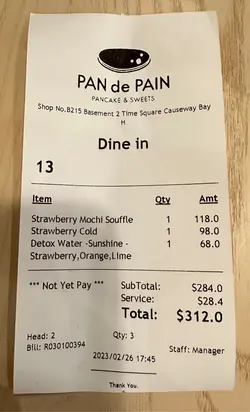 PAN de PAIN
PANCAKE & SWEETS
Shop No.B215 Basement 2 Time Square Causeway Bay
H
Dine in
13
Item Qty Amt
Strawberry Mochi Souffle 1 118.0
Strawberry Cold 1 98.0
Detox Water -Sunshine - 1 68.0
Strawberry,Orange,Lime
*** Not Yet Pay *** SubTotal: $284.0
Service: $28.4
Total: $312.0
Head: 2 Qty: 3
Bill: R030100394 Staff: Manager
2023/02/26 17:45
Thank You.